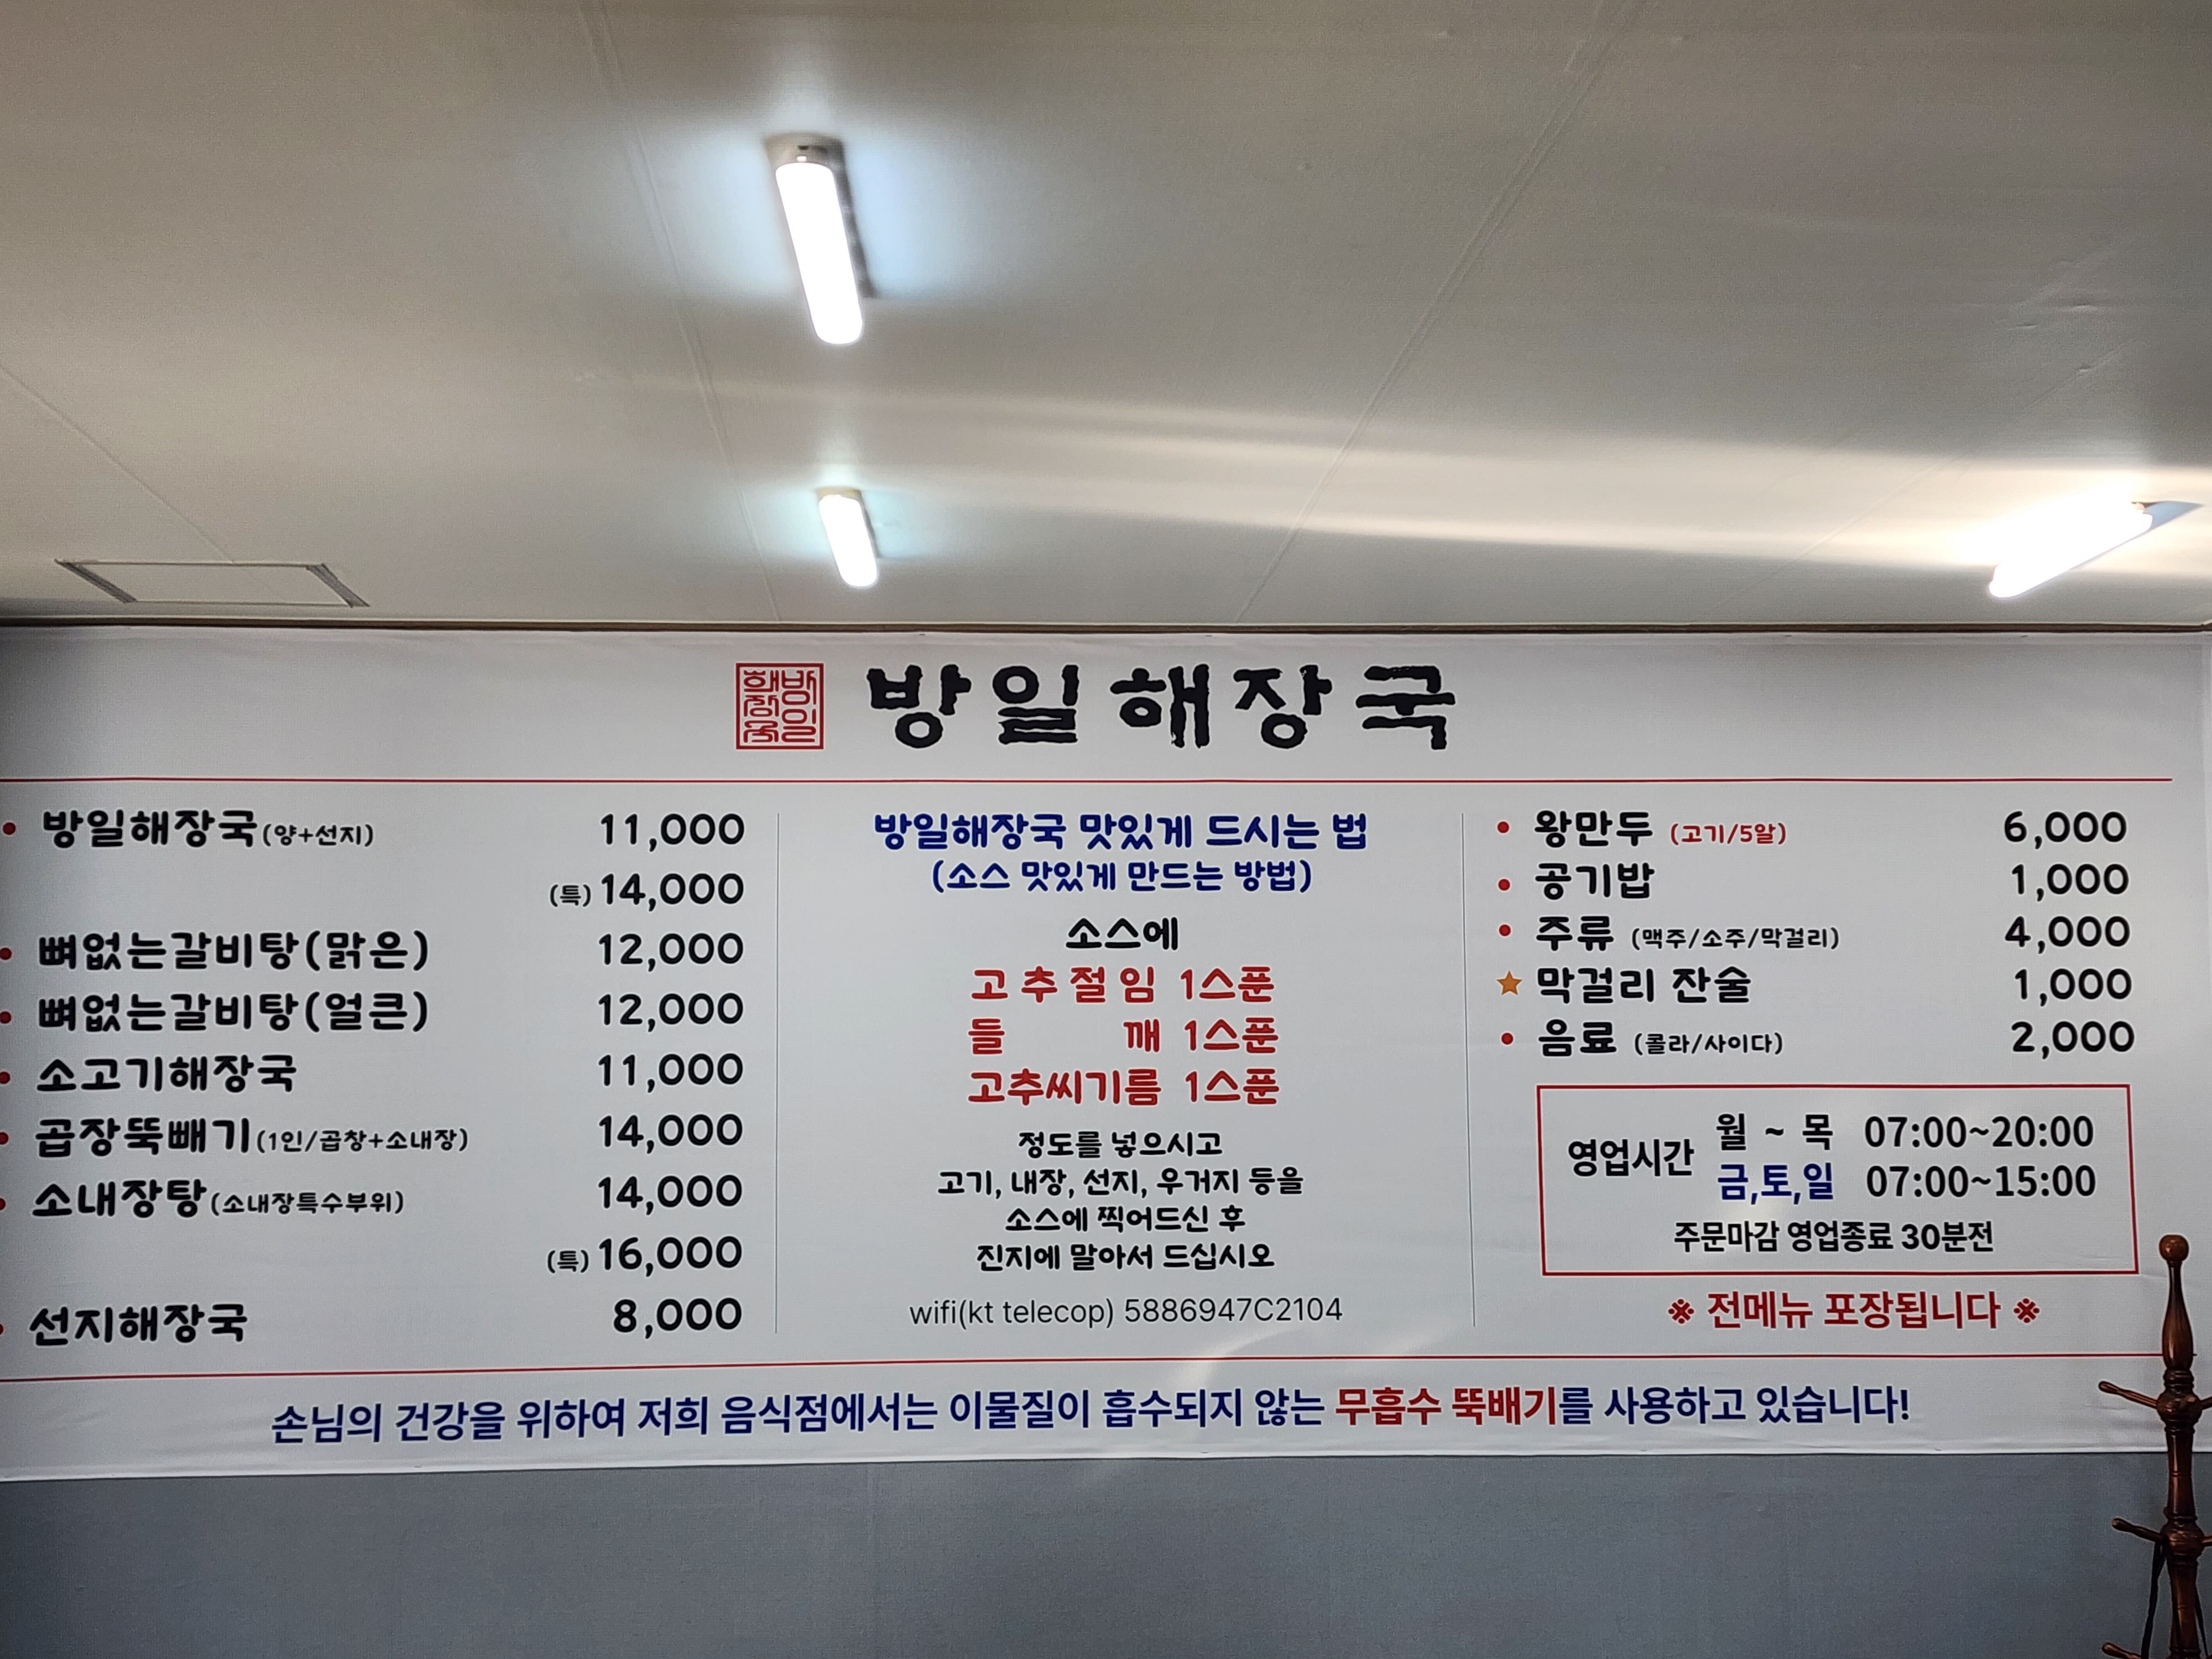 방일해장국
방일해장국
방일해장국(양+선지) 11,000
(특) 14,000
뼈없는갈비탕(맑은) 12,000
뼈없는갈비탕(얼큰) 12,000
소고기해장국 11,000
곱장뚝빼기(1인/곱창+소내장) 14,000
소내장탕(소내장특수부위) 14,000
(특) 16,000
선지해장국 8,000
방일해장국 맛있게 드시는 법
(소스 맛있게 만드는 방법)
소스에
고추절임 1스푼
들 깨 1스푼
고추씨기름 1스푼
정도를 넣으시고
고기, 내장, 선지, 우거지 등을
소스에 찍어드신 후
진지에 말아서 드십시오
wifi(kt telecop) 5886947C2104
왕만두 (고기/5알) 6,000
공기밥 1,000
주류 (맥주/소주/막걸리) 4,000
★ 막걸리 잔술 1,000
음료 (콜라/사이다) 2,000
영업시간 월 ~ 목 07:00~20:00
금,토,일 07:00~15:00
주문마감 영업종료 30분전
※ 전메뉴 포장됩니다 ※
손님의 건강을 위하여 저희 음식점에서는 이물질이 흡수되지 않는 무흡수 뚝배기를 사용하고 있습니다!